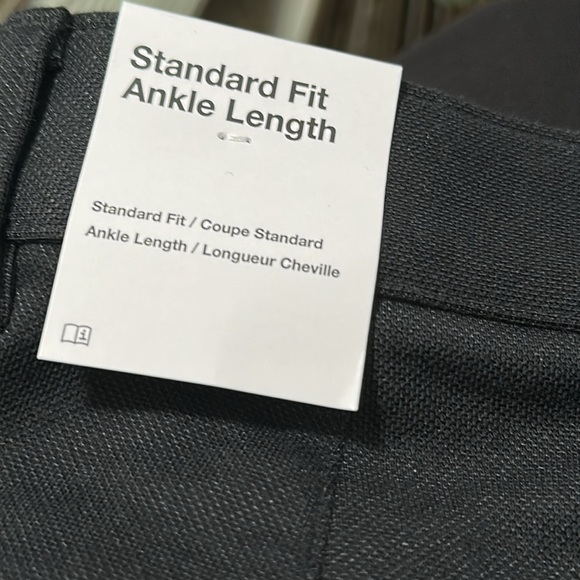 Standard Fit
Ankle Length
Standard Fit / Coupe Standard
Ankle Length / Longueur Cheville